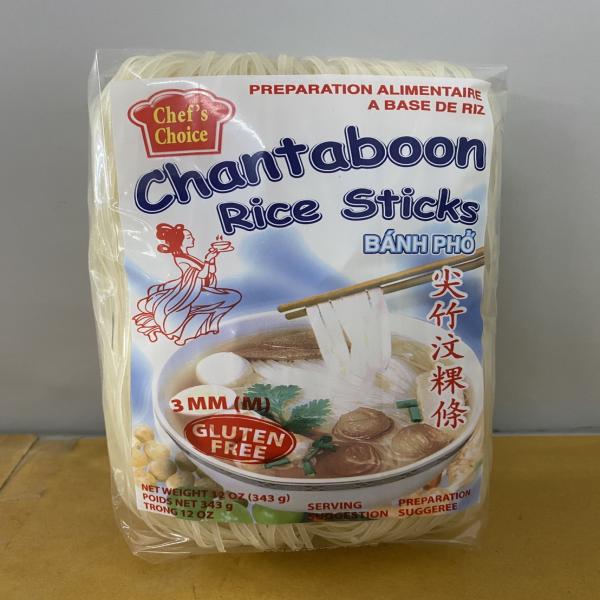 Chef's
Choice
PREPARATION ALIMENTAIRE
A BASE DE RIZ
Chantaboon
Rice Sticks
BÁNH PHỞ
尖竹汶粿條
3 MM (M)
GLUTEN
FREE
NET WEIGHT 12 OZ (343 g)
POIDS NET 343 g
TRONG 12 OZ
SERVING
SUGGESTION
PREPARATION
SUGGEREE